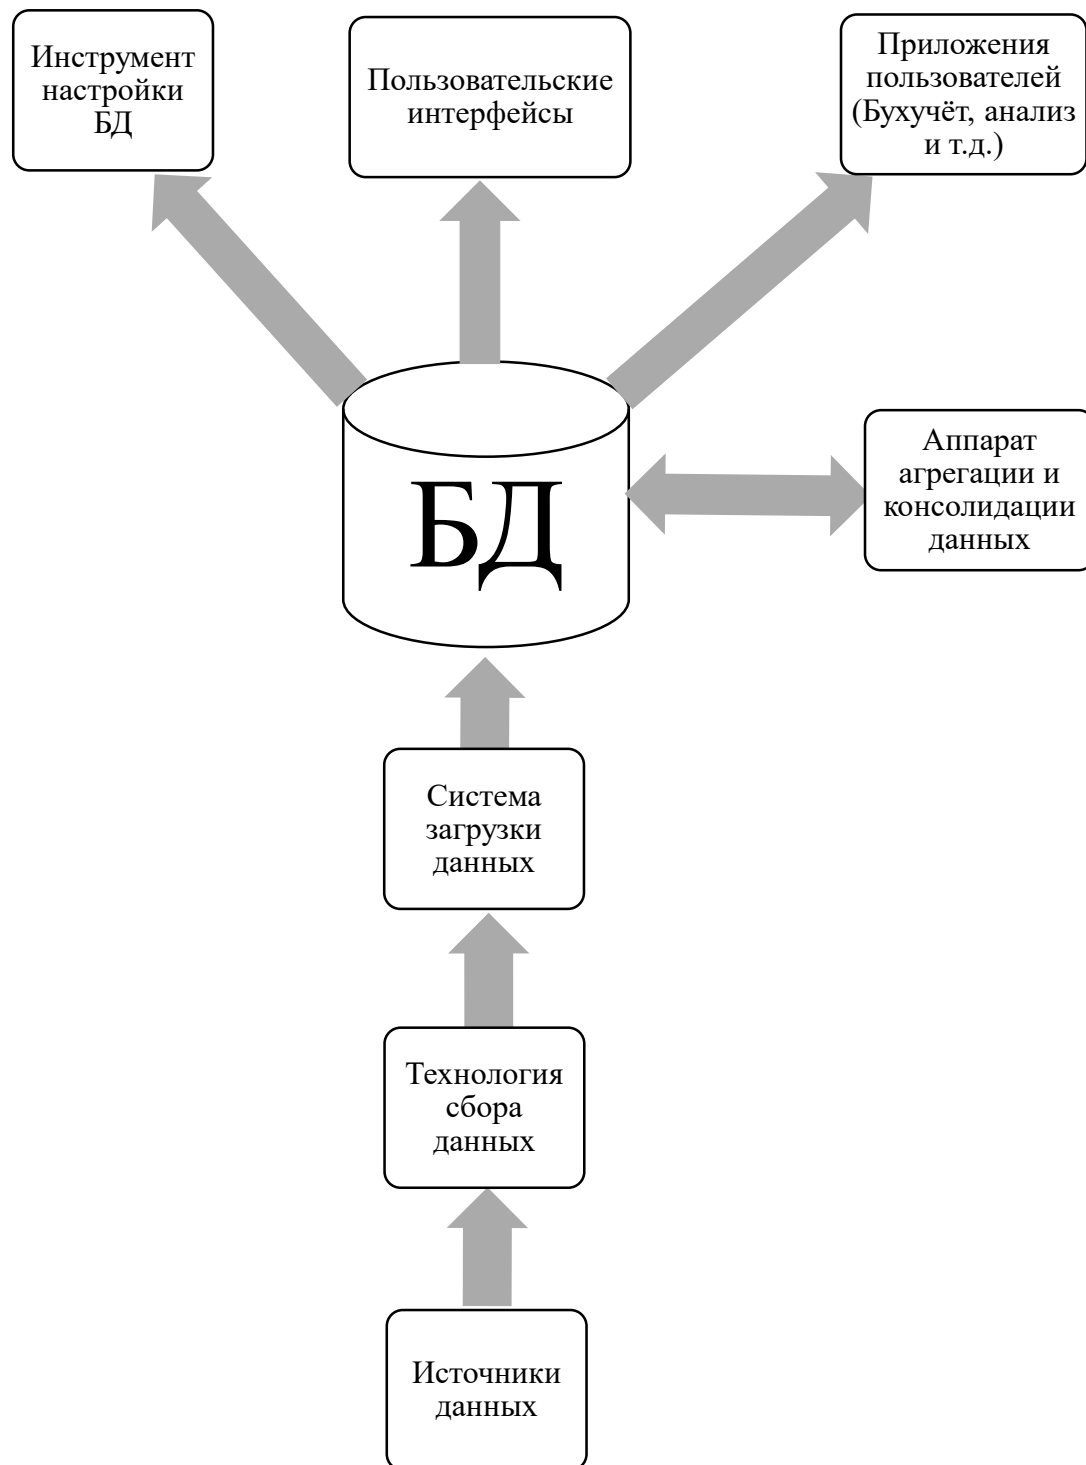 Инструмент
настройки
БД
Пользовательские
интерфейсы
Приложения
пользователей
(Бухучёт, анализ
и т.д.)
Аппарат
агрегации и
консолидации
данных
БД
Система
загрузки
данных
Технология
сбора
данных
Источники
данных